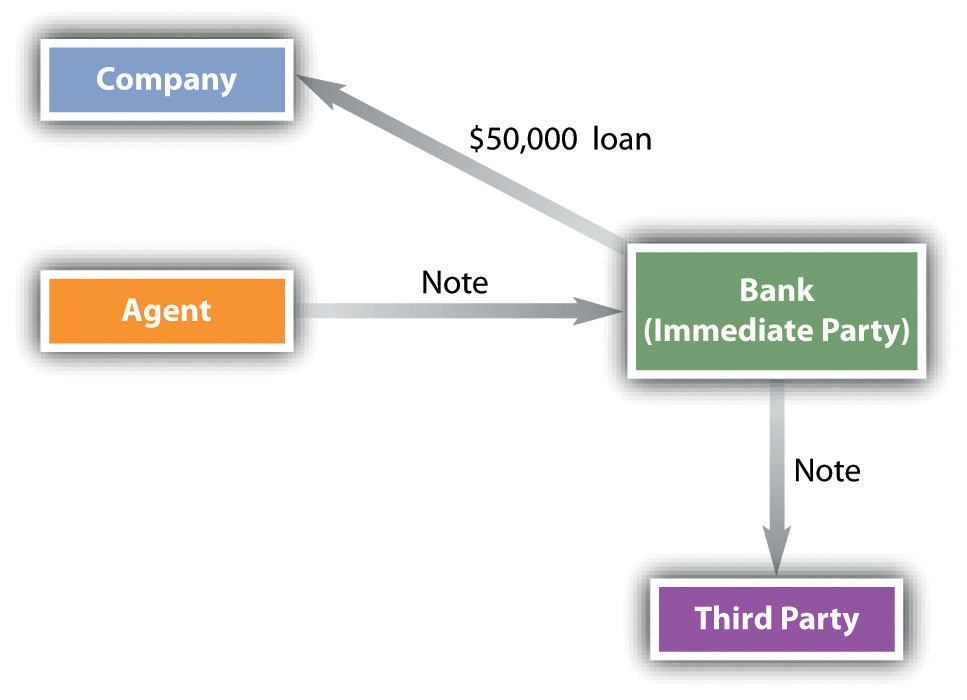 Company
$50,000 loan
Agent
Note
Bank
(Immediate Party)
Note
Third Party